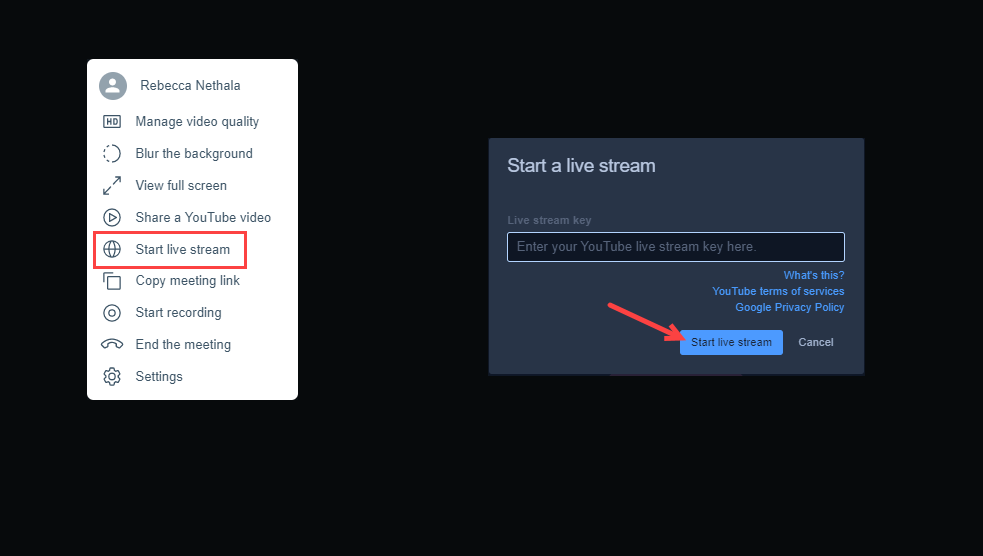 Rebecca Nethala
HD
Manage video quality
Blur the background
View full screen
Share a YouTube video
Start live stream
Copy meeting link
Start recording
End the meeting
Settings
Start a live stream
Live stream key
Enter your YouTube live stream key here.
What's this?
YouTube terms of services
Google Privacy Policy
Start live stream
Cancel